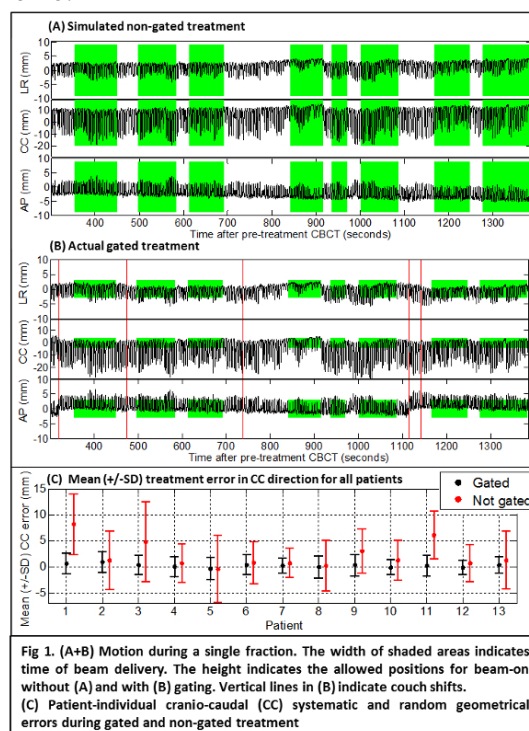 (A) Simulated non-gated treatment
LR (mm)
10
5
0
-5
-10
CC (mm)
10
0
-10
-20
AP (mm)
5
0
-5
-10
400 500 600 700 800 900 1000 1100 1200 1300
Time after pre-treatment CBCT (seconds)
(B) Actual gated treatment
LR (mm)
10
5
0
-5
-10
CC (mm)
10
0
-10
-20
AP (mm)
10
5
0
-5
-10
400 500 600 700 800 900 1000 1100 1200 1300
Time after pre-treatment CBCT (seconds)
(C) Mean (+/-SD) treatment error in CC direction for all patients
Gated
Not gated
Mean (+/-SD) CC error (mm)
15
10
5
0
-5
1 2 3 4 5 6 7 8 9 10 11 12 13
Patient
Fig 1. (A+B) Motion during a single fraction. The width of shaded areas indicates
time of beam delivery. The height indicates the allowed positions for beam-on
without (A) and with (B) gating. Vertical lines in (B) indicate couch shifts.
(C) Patient-individual cranio-caudal (CC) systematic and random geometrical
errors during gated and non-gated treatment